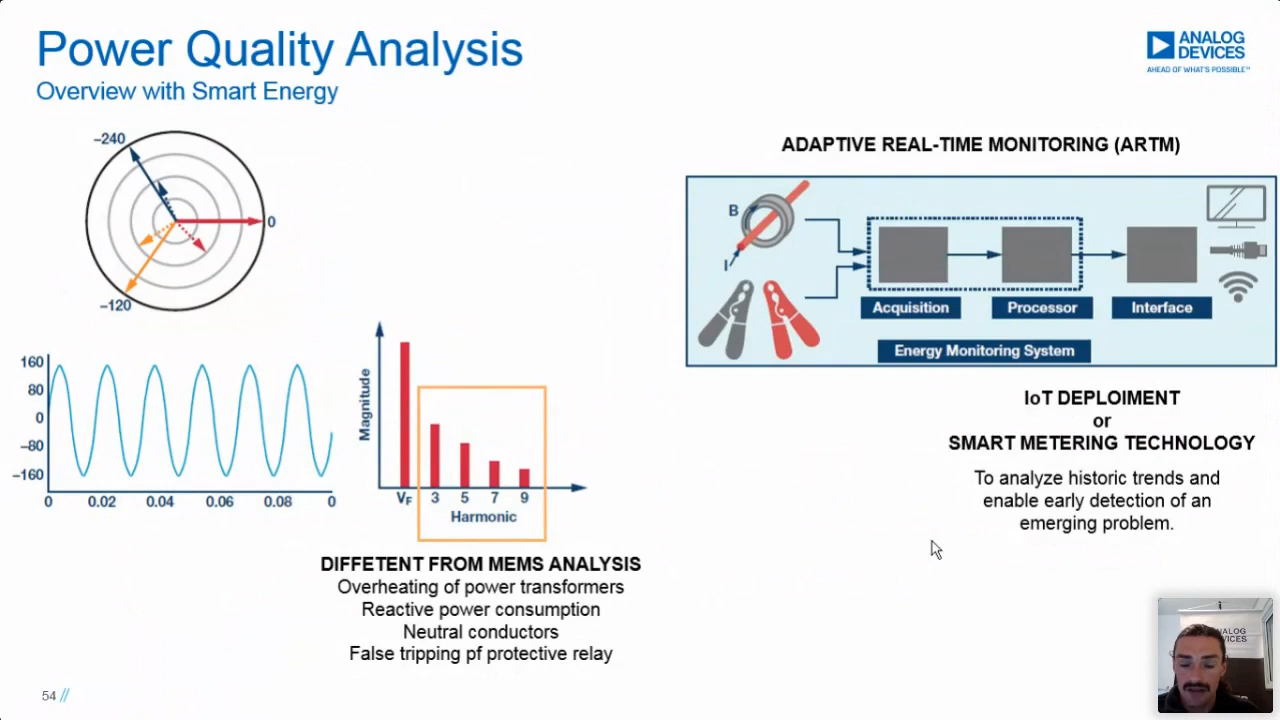 Power Quality Analysis
Overview with Smart Energy
ANALOG
DEVICES
AHEAD OF WHAT'S POSSIBLE™
-240
0
-120
160
80
0
-80
-160
0 0.02 0.04 0.06 0.08 0
Magnitude
VF 3 5 7 9
Harmonic
DIFFETENT FROM MEMS ANALYSIS
Overheating of power transformers
Reactive power consumption
Neutral conductors
False tripping pf protective relay
ADAPTIVE REAL-TIME MONITORING (ARTM)
B
I
Acquisition Processor Interface
Energy Monitoring System
IoT DEPLOIMENT
or
SMART METERING TECHNOLOGY
To analyze historic trends and
enable early detection of an
emerging problem.
54 //
ANALOG
DEVICES